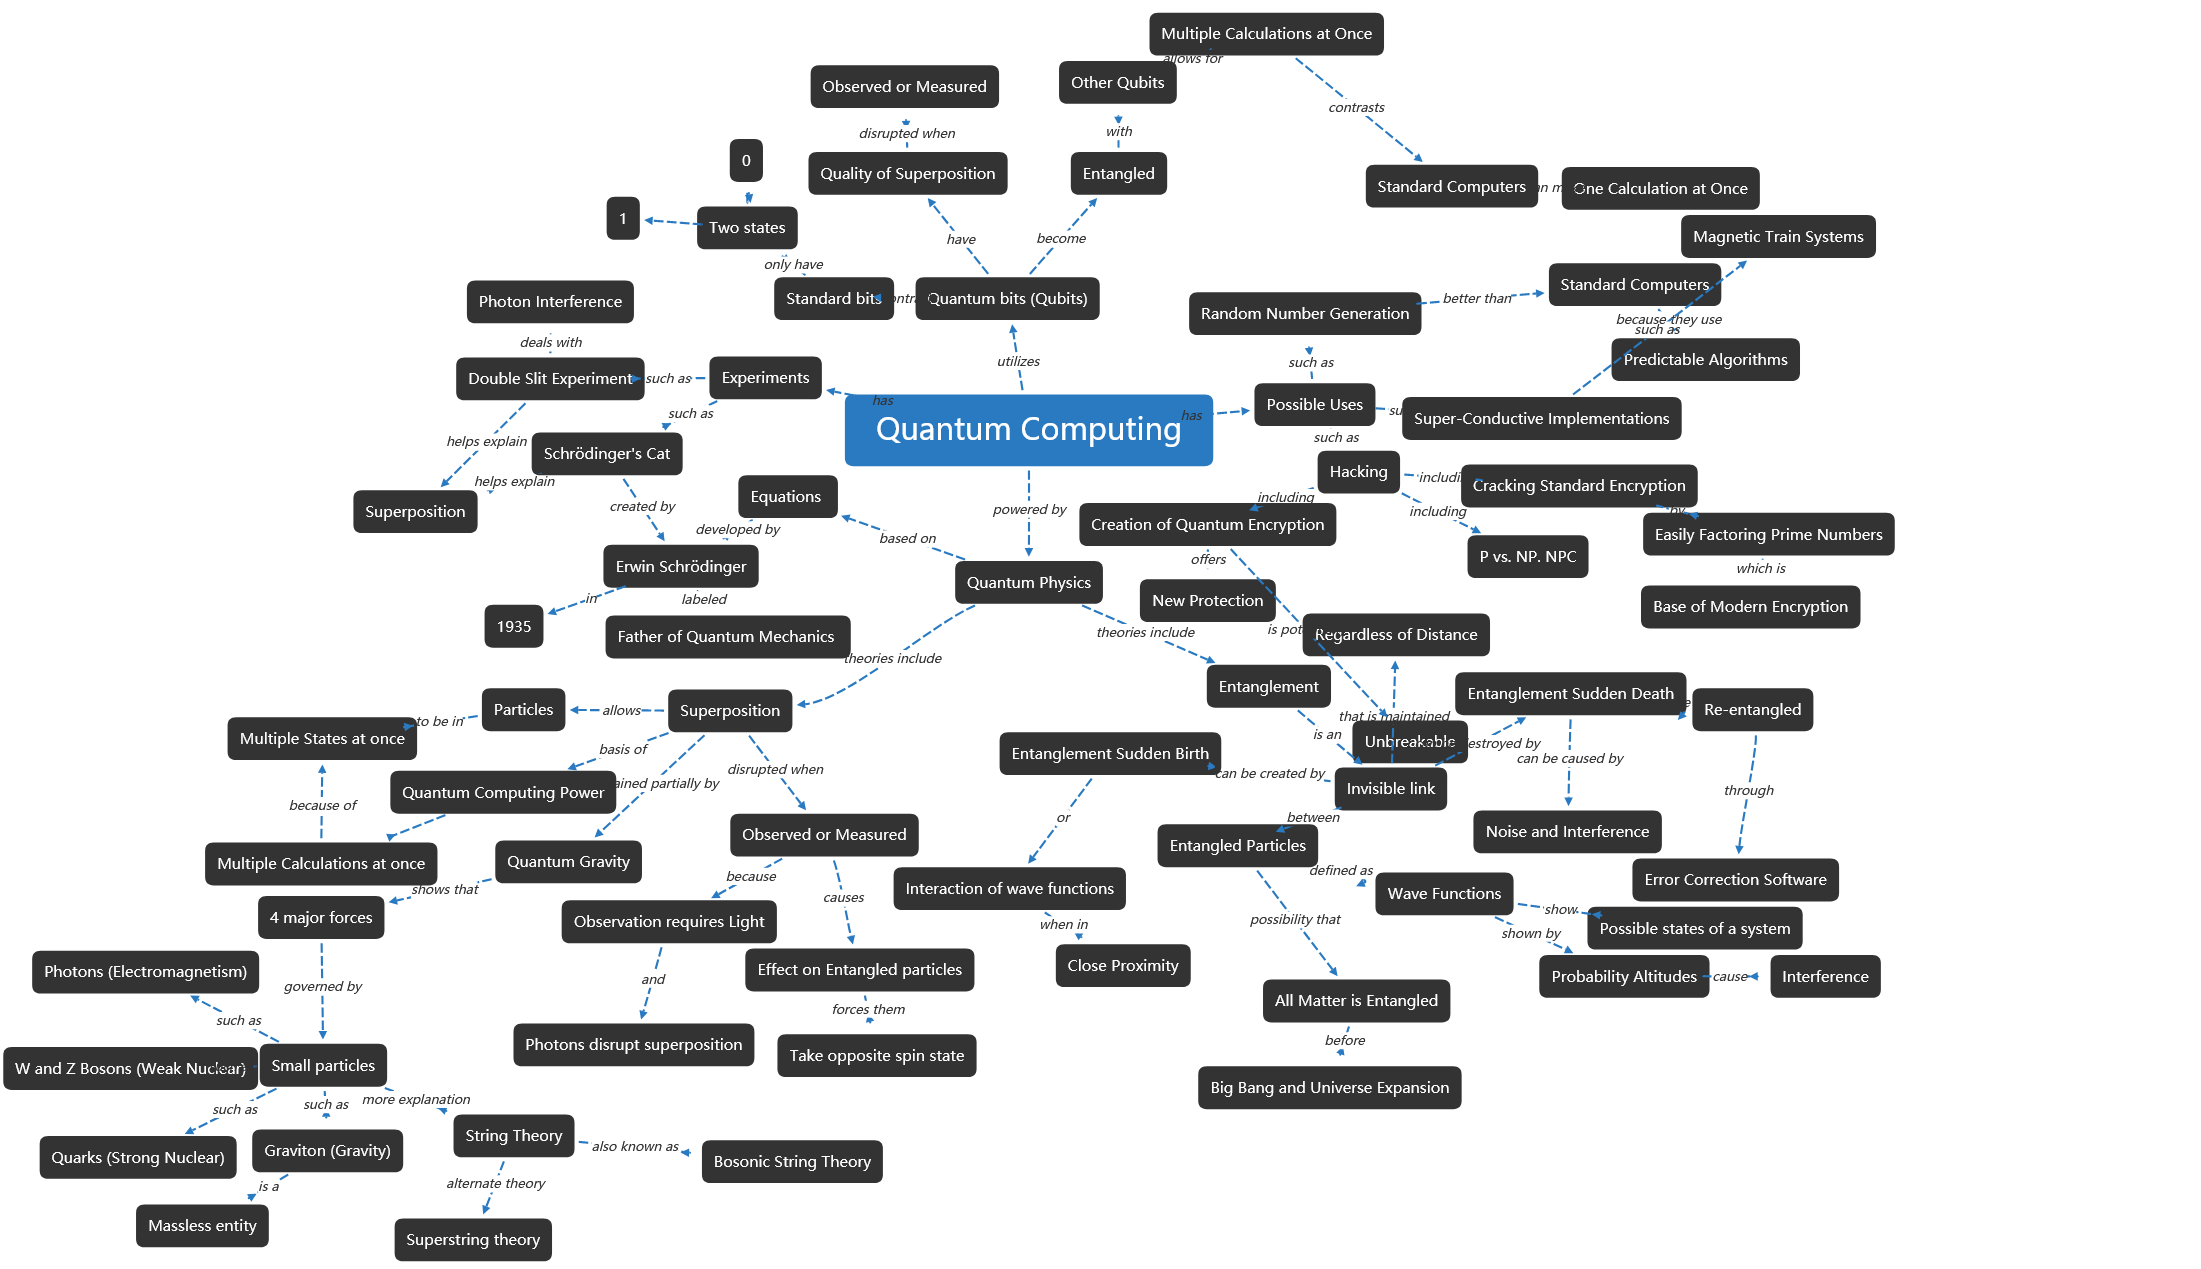 Multiple Calculations at Once
allows for
Observed or Measured
Other Qubits
contrasts
disrupted when
with
0
Quality of Superposition
Entangled
Standard Computers
One Calculation at Once
1
Two states
have
become
Magnetic Train Systems
only have
Standard bits
Quantum bits (Qubits)
Photon Interference
Random Number Generation
better than
Standard Computers
because they use
such as
deals with
utilizes
such as
Predictable Algorithms
Double Slit Experiment
such as
Experiments
has
such as
Quantum Computing
has
Possible Uses
Super-Conductive Implementations
such as
helps explain
Schrödinger's Cat
helps explain
Hacking
including
Cracking Standard Encryption
Superposition
created by
Equations
developed by
powered by
including
Creation of Quantum Encryption
including
by
Easily Factoring Prime Numbers
based on
offers
P vs. NP. NPC
which is
Erwin Schrödinger
Quantum Physics
in
labeled
New Protection
Base of Modern Encryption
1935
Father of Quantum Mechanics
theories include
theories include
is
Regardless of Distance
Entanglement
Entanglement Sudden Death
Particles
allows
Superposition
Re-entangled
to be in
Multiple States at once
that is maintained
is an
Unbreakable
destroyed by
basis of
partially by
disrupted when
Entanglement Sudden Birth
can be created by
can be caused by
Quantum Computing Power
Invisible link
through
because of
between
Multiple Calculations at once
Quantum Gravity
Observed or Measured
Entangled Particles
Noise and Interference
defined as
shows that
because
causes
or
Interaction of wave functions
Wave Functions
Error Correction Software
4 major forces
Observation requires Light
when in
possibility that
show
shown by
Possible states of a system
Photons (Electromagnetism)
governed by
and
Effect on Entangled particles
Close Proximity
Probability Altitudes
cause
Interference
such as
forces them
All Matter is Entangled
Photons disrupt superposition
Take opposite spin state
before
W and Z Bosons (Weak Nuclear)
Small particles
Big Bang and Universe Expansion
such as
such as
more explanation
String Theory
also known as
Bosonic String Theory
Quarks (Strong Nuclear)
Graviton (Gravity)
is a
alternate theory
Massless entity
Superstring theory